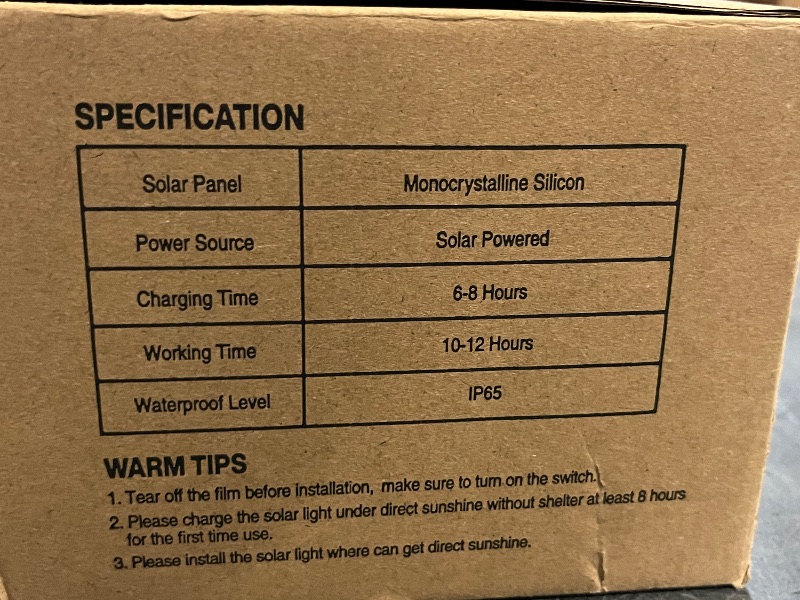 SPECIFICATION
Solar Panel Monocrystalline Silicon
Power Source Solar Powered
Charging Time 6-8 Hours
Working Time 10-12 Hours
Waterproof Level IP65
WARM TIPS
1. Tear off the film before installation, make sure to turn on the switch.
2. Please charge the solar light under direct sunshine without shelter at least 8 hours
for the first time use.
3. Please install the solar light where can get direct sunshine.